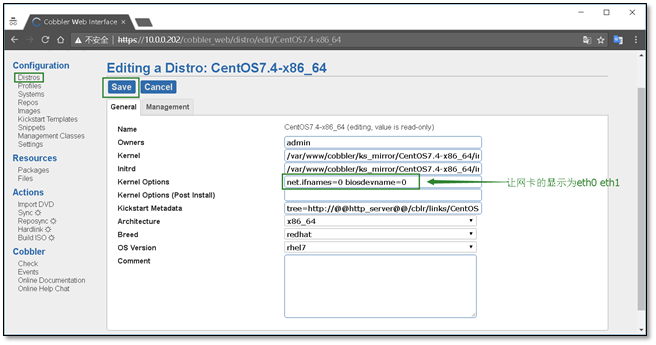 Cobbler Web Interface
不安全 | https://10.0.0.202/cobbler_web/distro/edit/CentOS7.4-x86_64
Configuration
Distros
Profiles
Systems
Repos
Images
Kickstart Templates
Snippets
Management Classes
Settings
Resources
Packages
Files
Actions
Import DVD
Sync
Reposync
Hardlink
Build ISO
Cobbler
Check
Events
Online Documentation
Online Help Chat
Editing a Distro: CentOS7.4-x86_64
Save Cancel
General Management
Name CentOS7.4-x86_64 (editing, value is read-only)
Owners admin
Kernel /var/www/cobbler/ks_mirror/CentOS7.4-x86_64/ir
Initrd /var/www/cobbler/ks_mirror/CentOS7.4-x86_64/ir
Kernel Options net.ifnames=0 biosdevname=0 让网卡的显示为eth0 eth1
Kernel Options (Post Install)
Kickstart Metadata tree=http://@@http_server@@/cblr/links/CentOS
Architecture x86_64
Breed redhat
OS Version rhel7
Comment